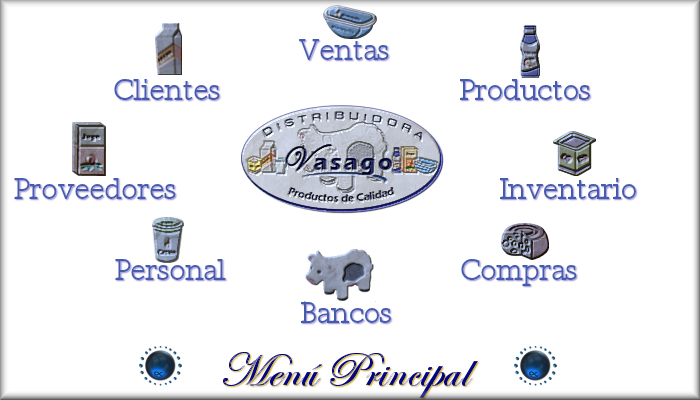 Ventas
Clientes
Productos
DISTRIBUIDORA
Vasago
Productos de Calidad
Proveedores
Inventario
Personal
Compras
Bancos
Menú Principal